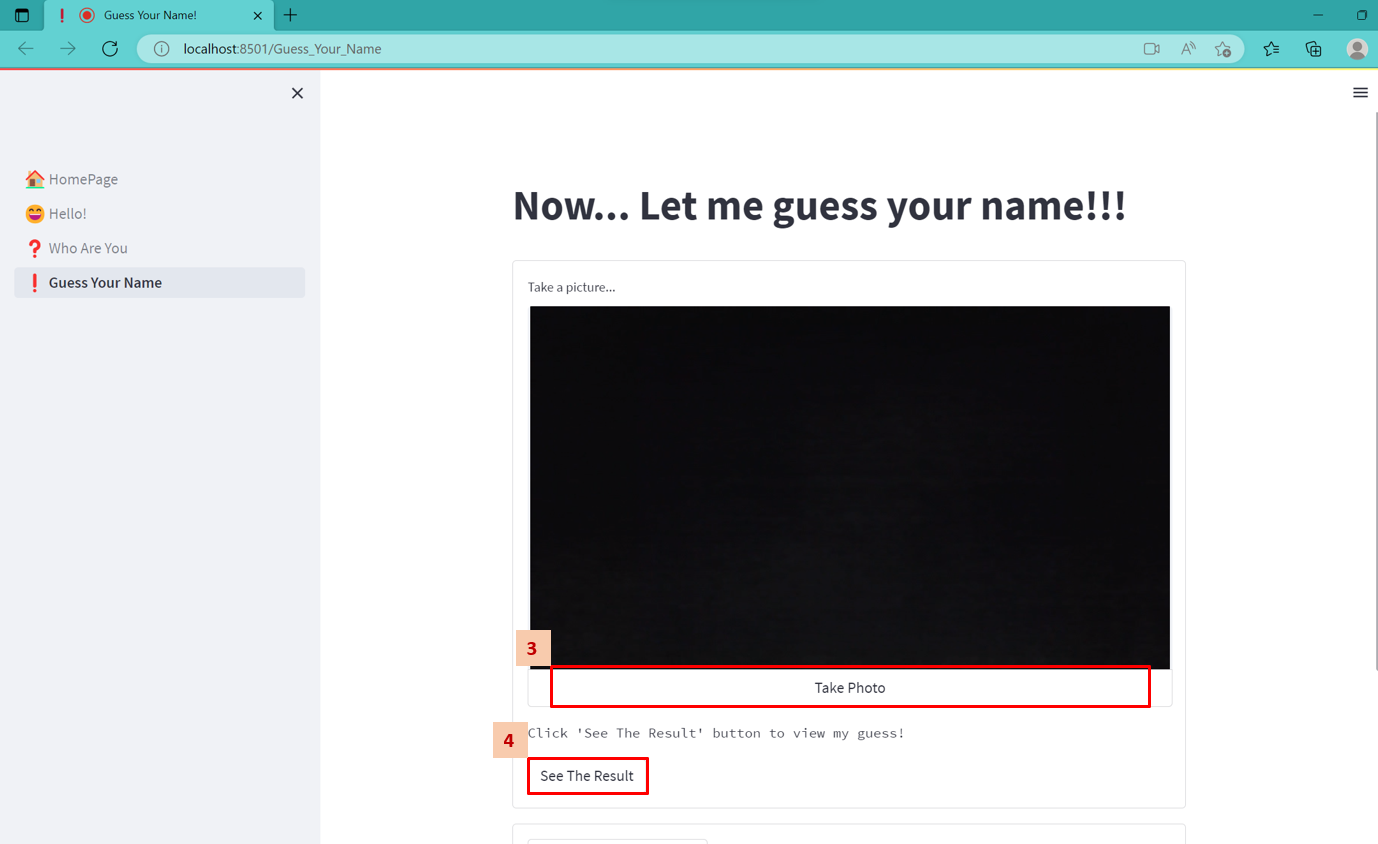 Guess Your Name!
localhost:8501/Guess_Your_Name
HomePage
Hello!
Who Are You
Guess Your Name
Now... Let me guess your name!!!
Take a picture...
3
Take Photo
4
Click 'See The Result' button to view my guess!
See The Result